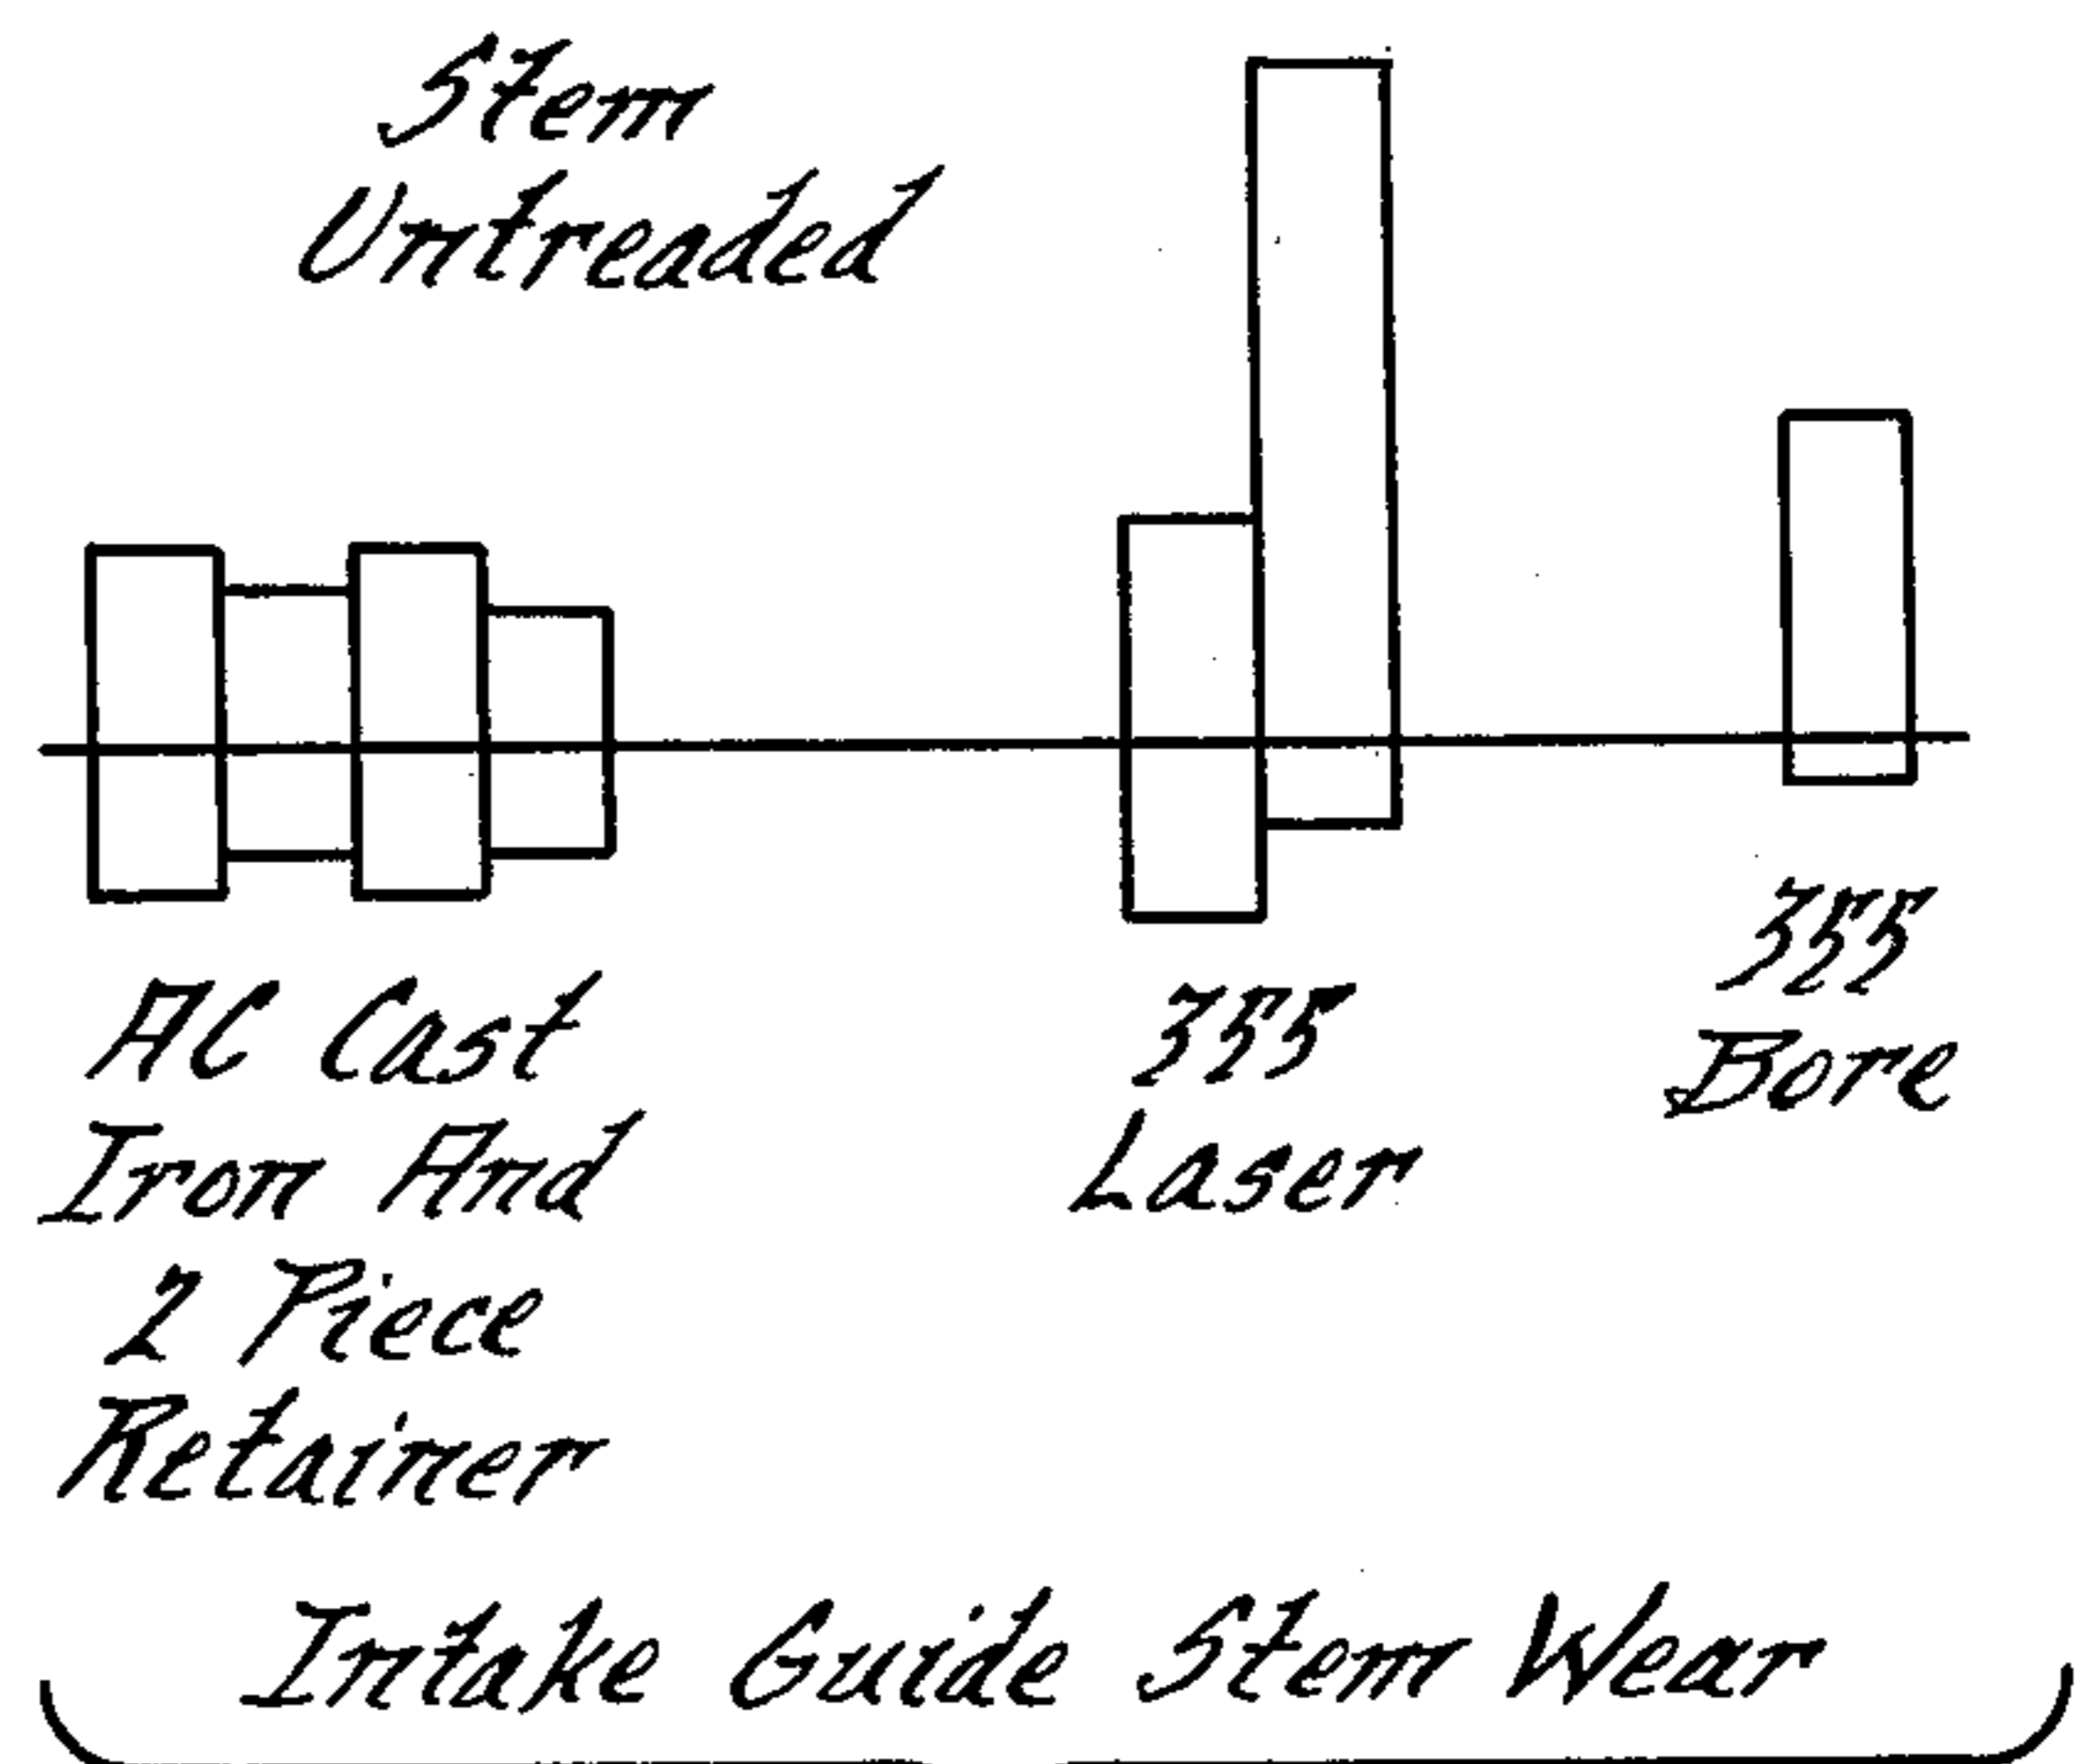 Stem
Untreaded
AC Cast
Iron And
2 Piece
Retainer
355
Laser
355
Bore
Intake Guide Stem Wear